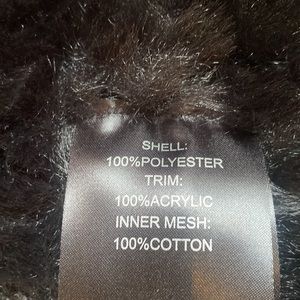 SHELL:
100%POLYESTER
TRIM:
100%ACRYLIC
INNER MESH:
100%COTTON